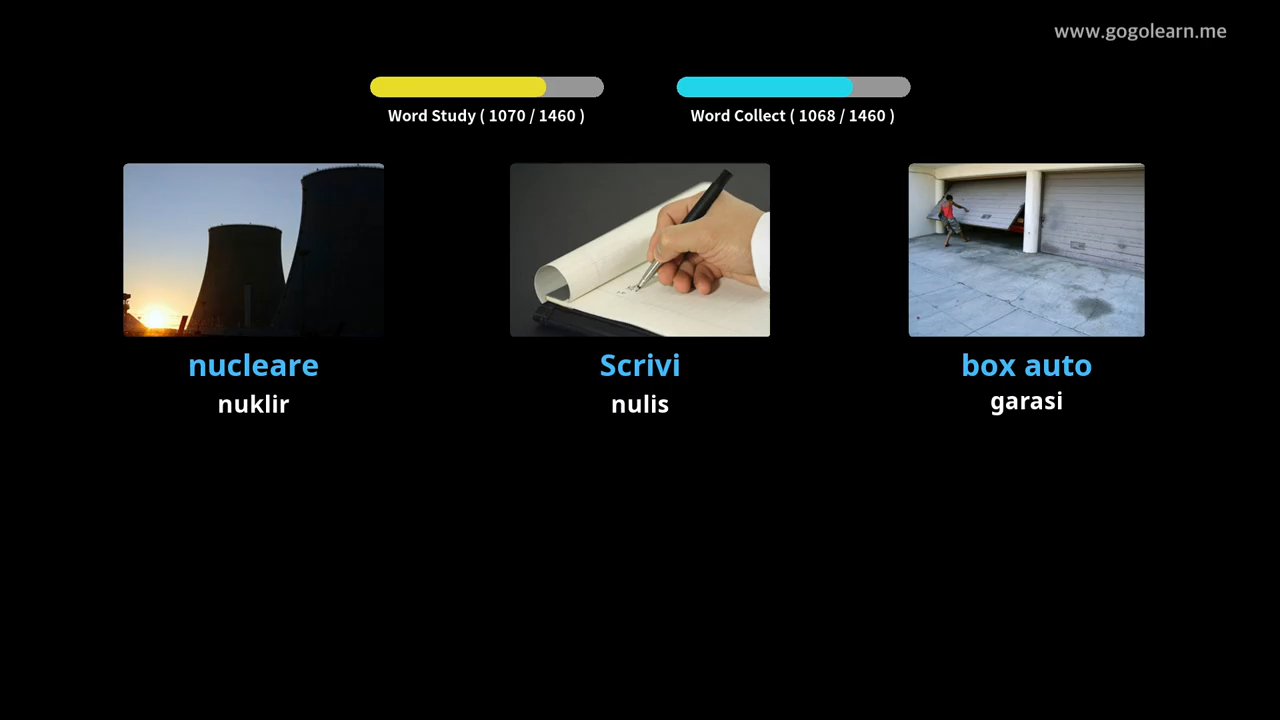 www.gogolearn.me
Word Study ( 1070 / 1460 )
Word Collect ( 1068 / 1460 )
nucleare
nuklir
Scrivi
nulis
box auto
garasi